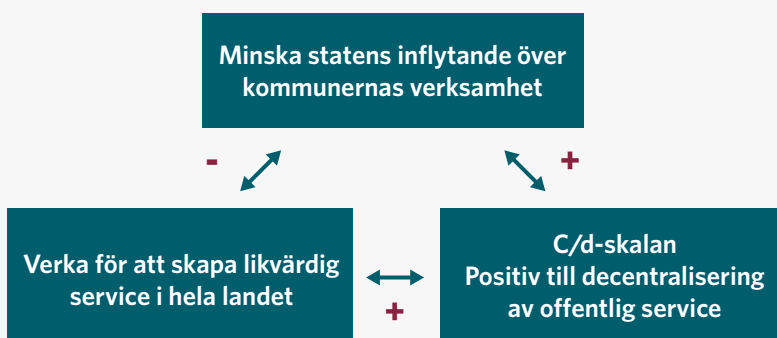 Minska statens inflytande över
kommunernas verksamhet
-
+
Verka för att skapa likvärdig
service i hela landet
+
C/d-skalan
Positiv till decentralisering
av offentlig service